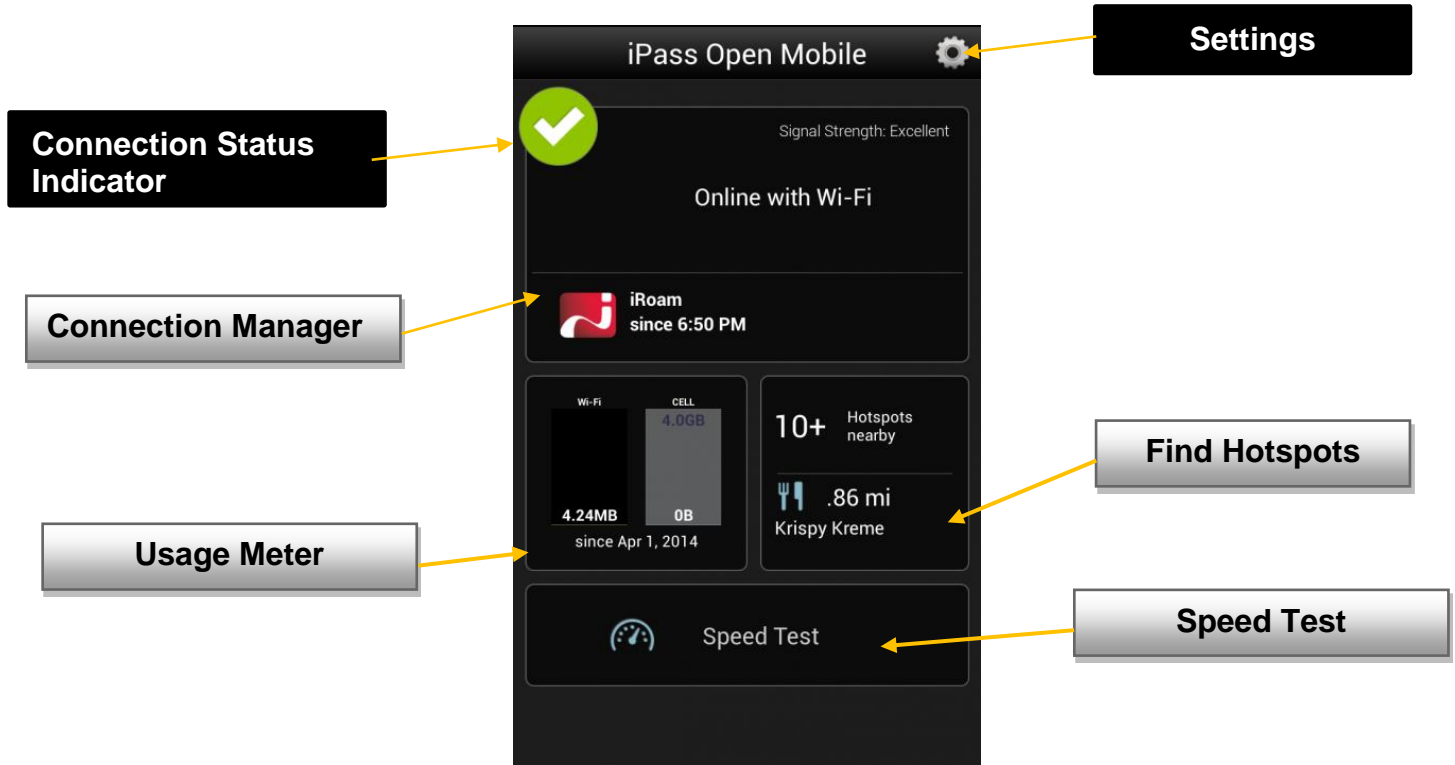 iPass Open Mobile
Settings
Connection Status
Indicator
Signal Strength: Excellent
Online with Wi-Fi
Connection Manager
iRoam
since 6:50 PM
Wi-Fi
CELL
4.0GB
4.24MB
0B
since Apr 1, 2014
10+
Hotspots
nearby
.86 mi
Krispy Kreme
Find Hotspots
Usage Meter
Speed Test
Speed Test